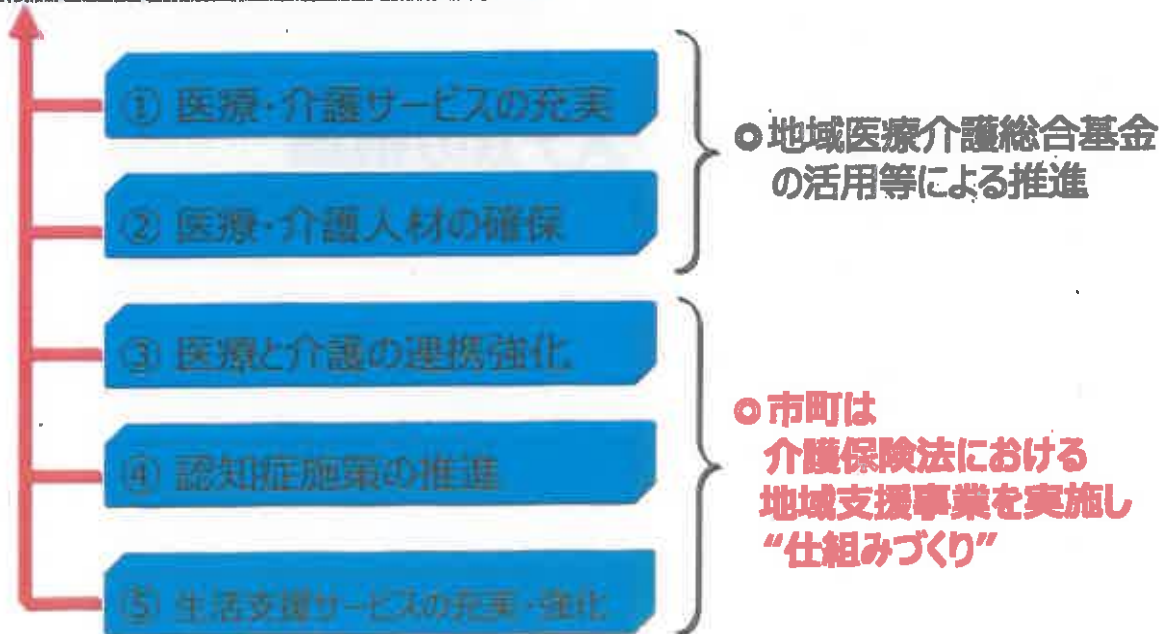 ① 医療・介護サービスの充実
② 医療・介護人材の確保
◎地域医療介護総合基金
の活用等による推進
③ 医療と介護の連携強化
④ 認知症施策の推進
⑤ 生活支援サービスの充実・強化
◎市町は
介護保険法における
地域支援事業を実施し
“仕組みづくり”